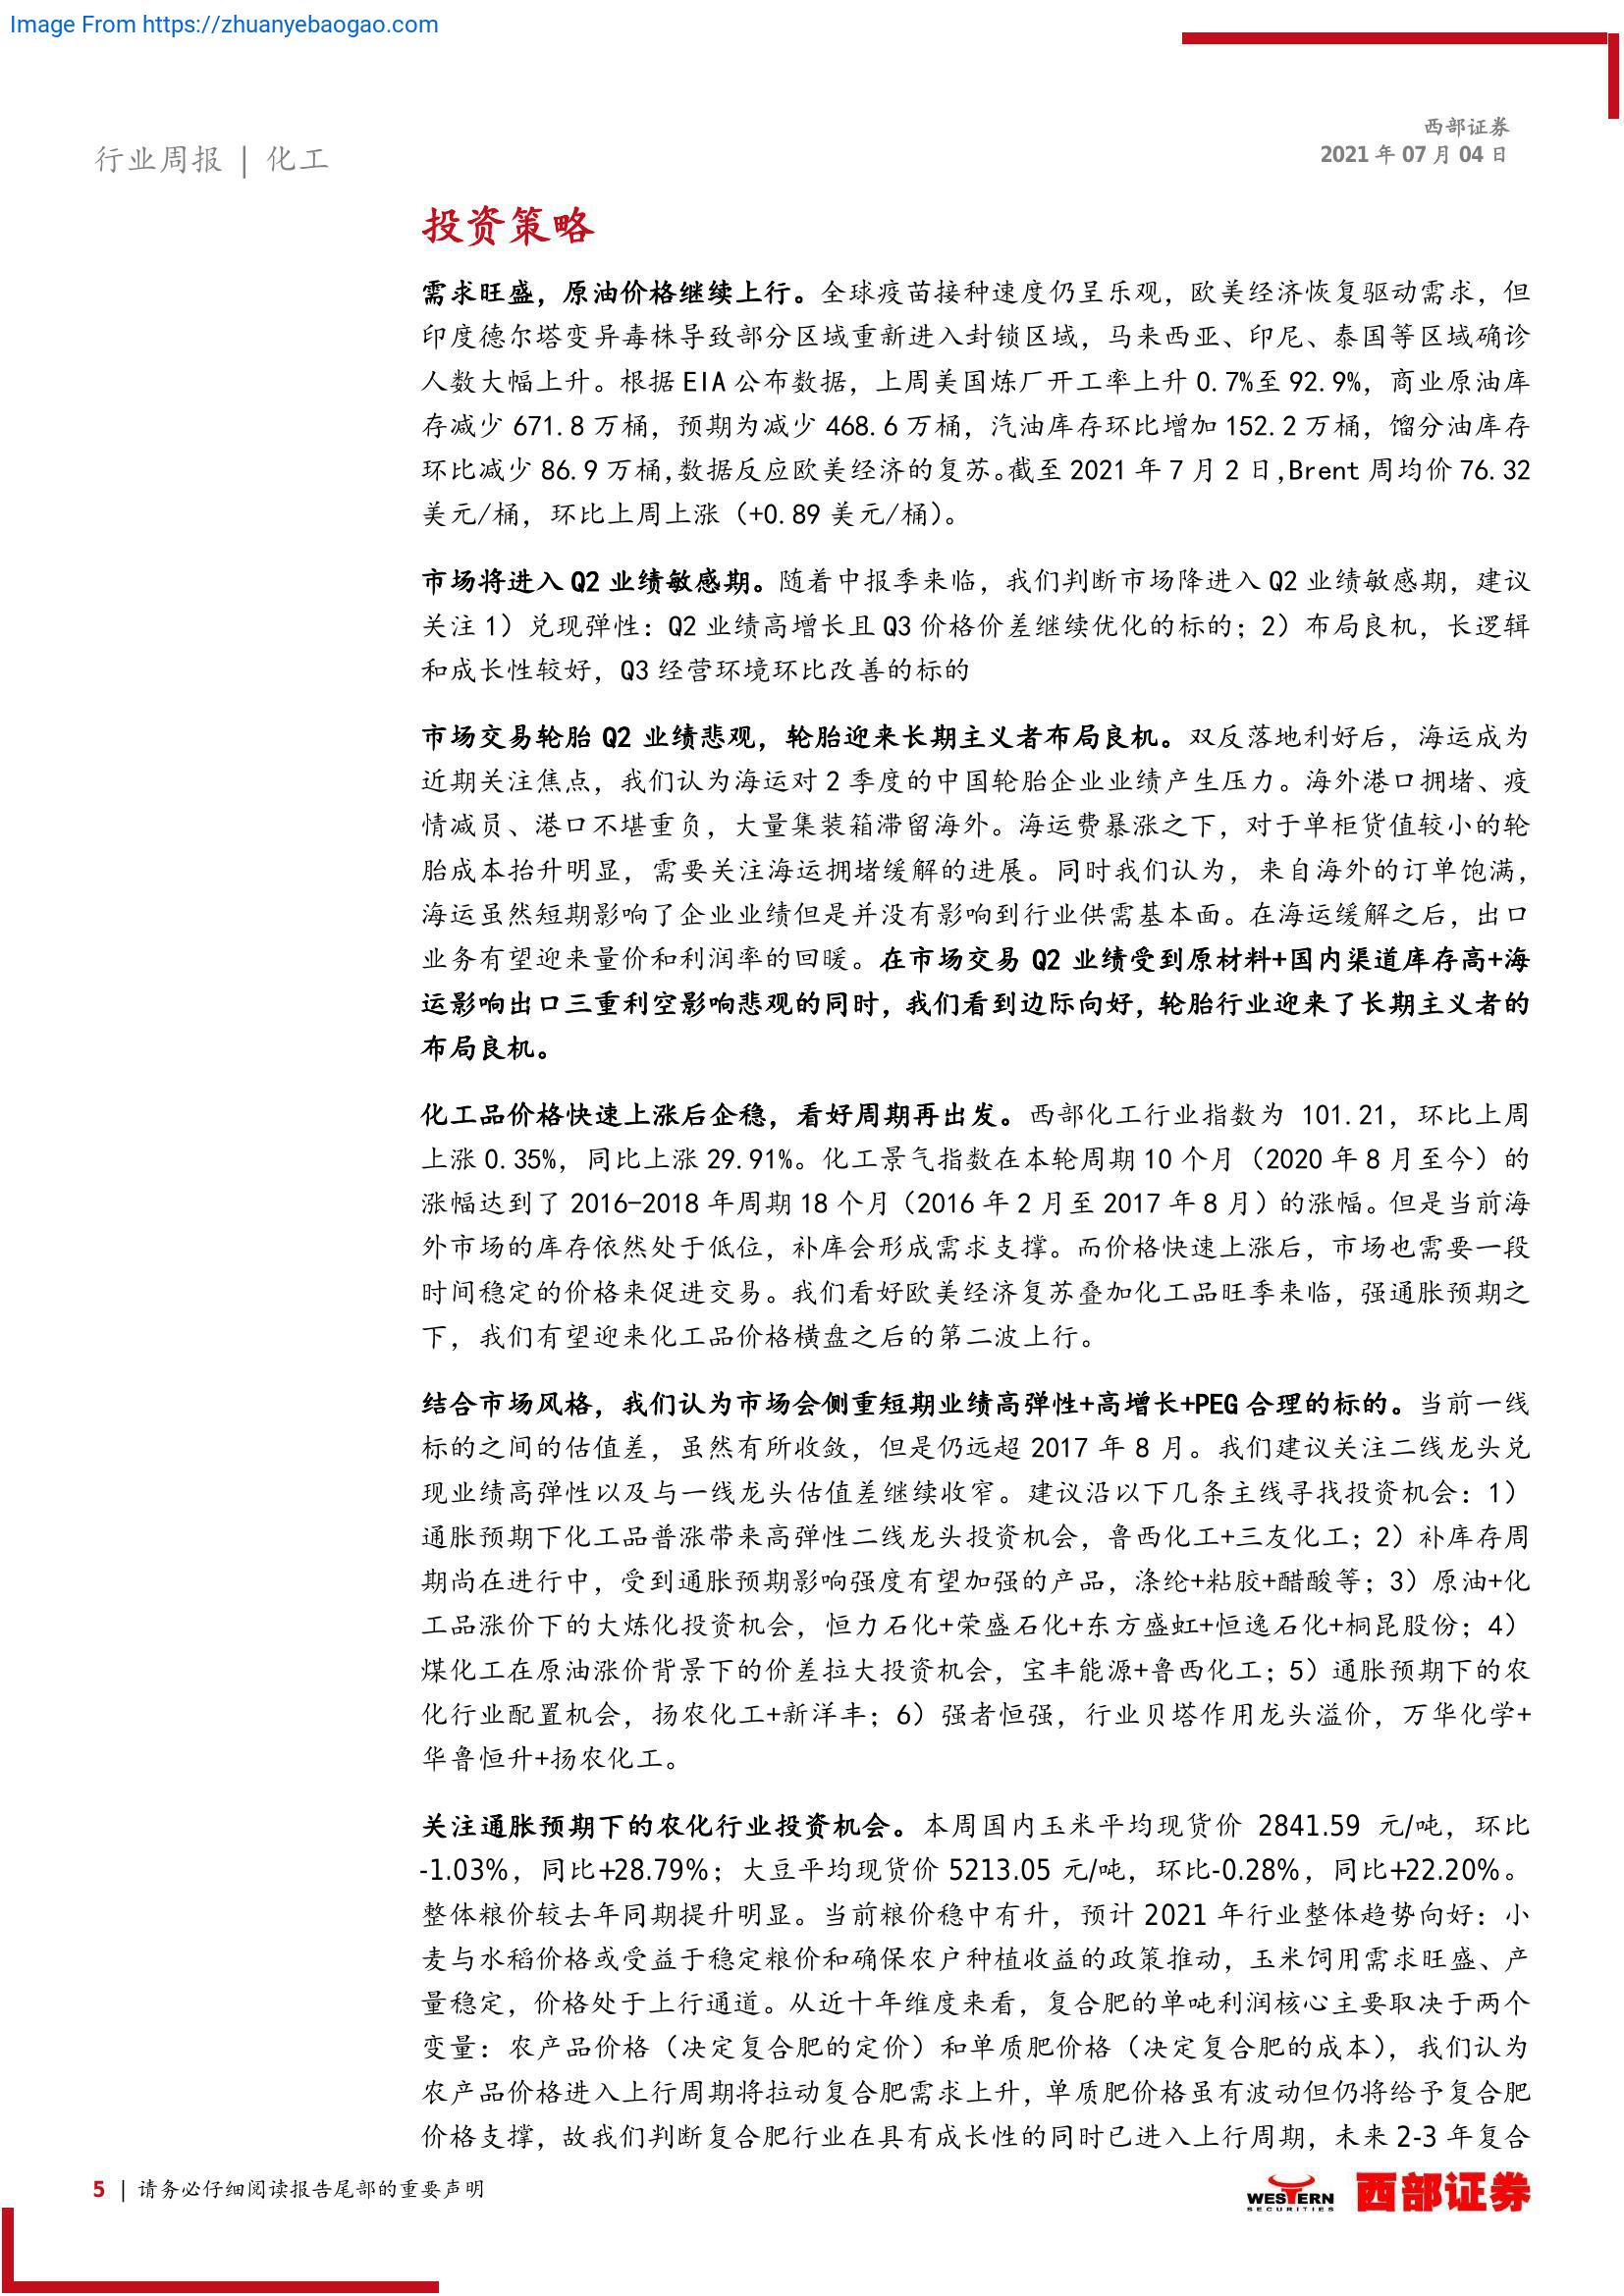 Image From https://zhuanyebaogao.com
行业周报 | 化工
西部证券
2021 年 07 月 04 日
投资策略
需求旺盛，原油价格继续上行。全球疫苗接种速度仍呈乐观，欧美经济恢复驱动需求，但
印度德尔塔变异毒株导致部分区域重新进入封锁区域，马来西亚、印尼、泰国等区域确诊
人数大幅上升。根据 EIA 公布数据，上周美国炼厂开工率上升 0.7%至 92.9%，商业原油库
存减少 671.8 万桶，预期为减少 468.6 万桶，汽油库存环比增加 152.2 万桶，馏分油库存
环比减少 86.9 万桶,数据反应欧美经济的复苏。截至 2021 年 7 月 2 日,Brent 周均价 76.32
美元/桶，环比上周上涨（+0.89 美元/桶）。
市场将进入 Q2 业绩敏感期。随着中报季来临，我们判断市场降进入 Q2 业绩敏感期，建议
关注 1）兑现弹性：Q2 业绩高增长且 Q3 价格价差继续优化的标的；2）布局良机，长逻辑
和成长性较好，Q3 经营环境环比改善的标的
市场交易轮胎 Q2 业绩悲观，轮胎迎来长期主义者布局良机。双反落地利好后，海运成为
近期关注焦点，我们认为海运对 2 季度的中国轮胎企业业绩产生压力。海外港口拥堵、疫
情减员、港口不堪重负，大量集装箱滞留海外。海运费暴涨之下，对于单柜货值较小的轮
胎成本抬升明显，需要关注海运拥堵缓解的进展。同时我们认为，来自海外的订单饱满，
海运虽然短期影响了企业业绩但是并没有影响到行业供需基本面。在海运缓解之后，出口
业务有望迎来量价和利润率的回暖。在市场交易 Q2 业绩受到原材料+国内渠道库存高+海
运影响出口三重利空影响悲观的同时，我们看到边际向好，轮胎行业迎来了长期主义者的
布局良机。
化工品价格快速上涨后企稳，看好周期再出发。西部化工行业指数为 101.21，环比上周
上涨 0.35%，同比上涨 29.91%。化工景气指数在本轮周期 10 个月（2020 年 8 月至今）的
涨幅达到了 2016-2018 年周期 18 个月（2016 年 2 月至 2017 年 8 月）的涨幅。但是当前海
外市场的库存依然处于低位，补库会形成需求支撑。而价格快速上涨后，市场也需要一段
时间稳定的价格来促进交易。我们看好欧美经济复苏叠加化工品旺季来临，强通胀预期之
下，我们有望迎来化工品价格横盘之后的第二波上行。
结合市场风格，我们认为市场会侧重短期业绩高弹性+高增长+PEG 合理的标的。当前一线
标的之间的估值差，虽然有所收敛，但是仍远超 2017 年 8 月。我们建议关注二线龙头兑
现业绩高弹性以及与一线龙头估值差继续收窄。建议沿以下几条主线寻找投资机会：1）
通胀预期下化工品普涨带来高弹性二线龙头投资机会，鲁西化工+三友化工；2）补库存周
期尚在进行中，受到通胀预期影响强度有望加强的产品，涤纶+粘胶+醋酸等；3）原油+化
工品涨价下的大炼化投资机会，恒力石化+荣盛石化+东方盛虹+恒逸石化+桐昆股份；4）
煤化工在原油涨价背景下的价差拉大投资机会，宝丰能源+鲁西化工；5）通胀预期下的农
化行业配置机会，扬农化工+新洋丰；6）强者恒强，行业贝塔作用龙头溢价，万华化学+
华鲁恒升+扬农化工。
关注通胀预期下的农化行业投资机会。本周国内玉米平均现货价 2841.59 元/吨，环比
-1.03%，同比+28.79%；大豆平均现货价 5213.05 元/吨，环比-0.28%，同比+22.20%。
整体粮价较去年同期提升明显。当前粮价稳中有升，预计 2021 年行业整体趋势向好：小
麦与水稻价格或受益于稳定粮价和确保农户种植收益的政策推动，玉米饲用需求旺盛、产
量稳定，价格处于上行通道。从近十年维度来看，复合肥的单吨利润核心主要取决于两个
变量：农产品价格（决定复合肥的定价）和单质肥价格（决定复合肥的成本），我们认为
农产品价格进入上行周期将拉动复合肥需求上升，单质肥价格虽有波动但仍将给予复合肥
价格支撑，故我们判断复合肥行业在具有成长性的同时已进入上行周期，未来 2-3 年复合
5 | 请务必仔细阅读报告尾部的重要声明
WESTERN
SECURITIES
西部证券